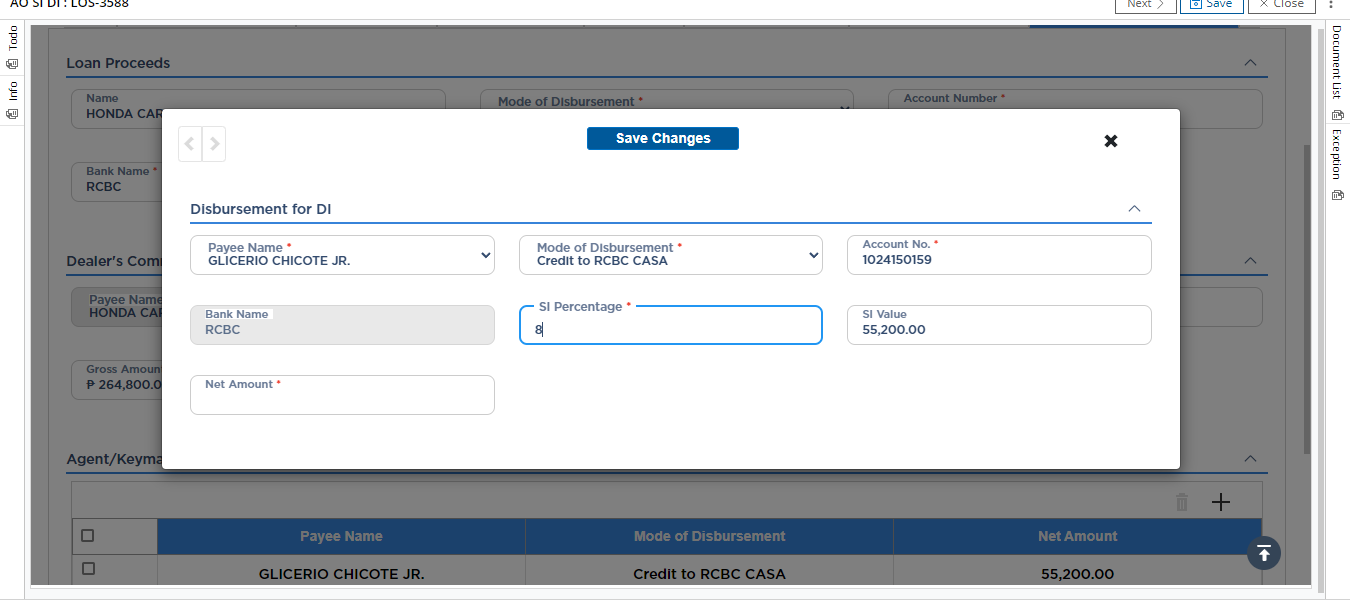 AO SI DI : LOS-3588
Next
Save
Close
Todo
Info
Document List
Exception
Loan Proceeds
Name
HONDA CAR
Mode of Disbursement *
Account Number *
Bank Name *
RCBC
Save Changes
Disbursement for DI
Payee Name *
GLICERIO CHICOTE JR.
Mode of Disbursement *
Credit to RCBC CASA
Account No. *
1024150159
Bank Name
RCBC
SI Percentage *
8
SI Value
55,200.00
Net Amount *
Dealer's Com
Payee Name
HONDA CAR
Gross Amoun
₱ 264,800.0
Agent/Keyma
Payee Name
Mode of Disbursement
Net Amount
GLICERIO CHICOTE JR.
Credit to RCBC CASA
55,200.00